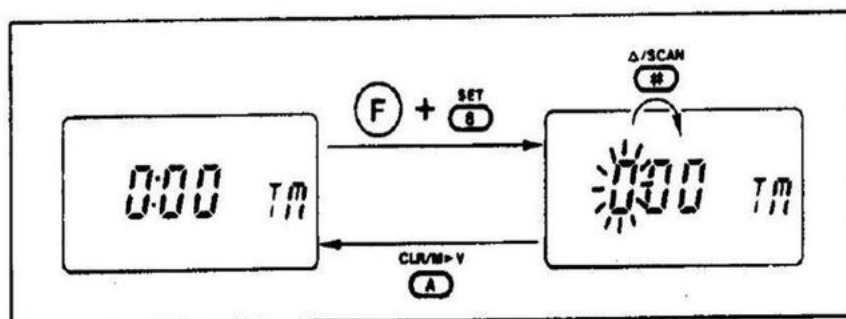 △/SCAN
#
F + SET
8
0:00 TM
0:00 TM
CLR/M▶V
A